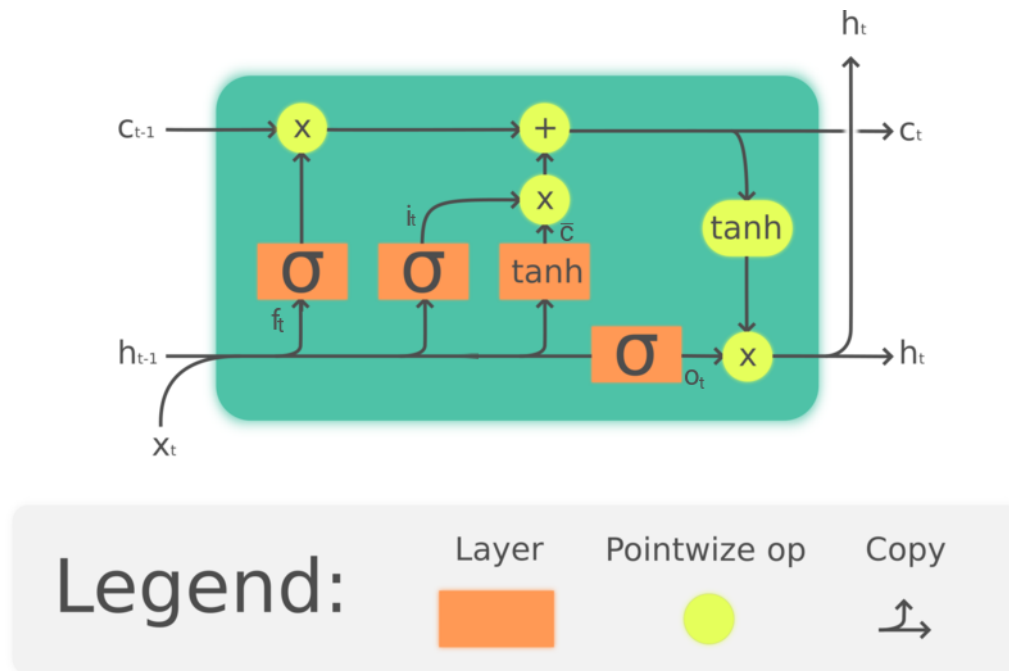 hₜ
cₜ₋₁ x + cₜ
iₜ x
c̅ tanh
σ σ tanh
fₜ
hₜ₋₁ σ x hₜ
oₜ
xₜ
Legend:
Layer Pointwize op Copy